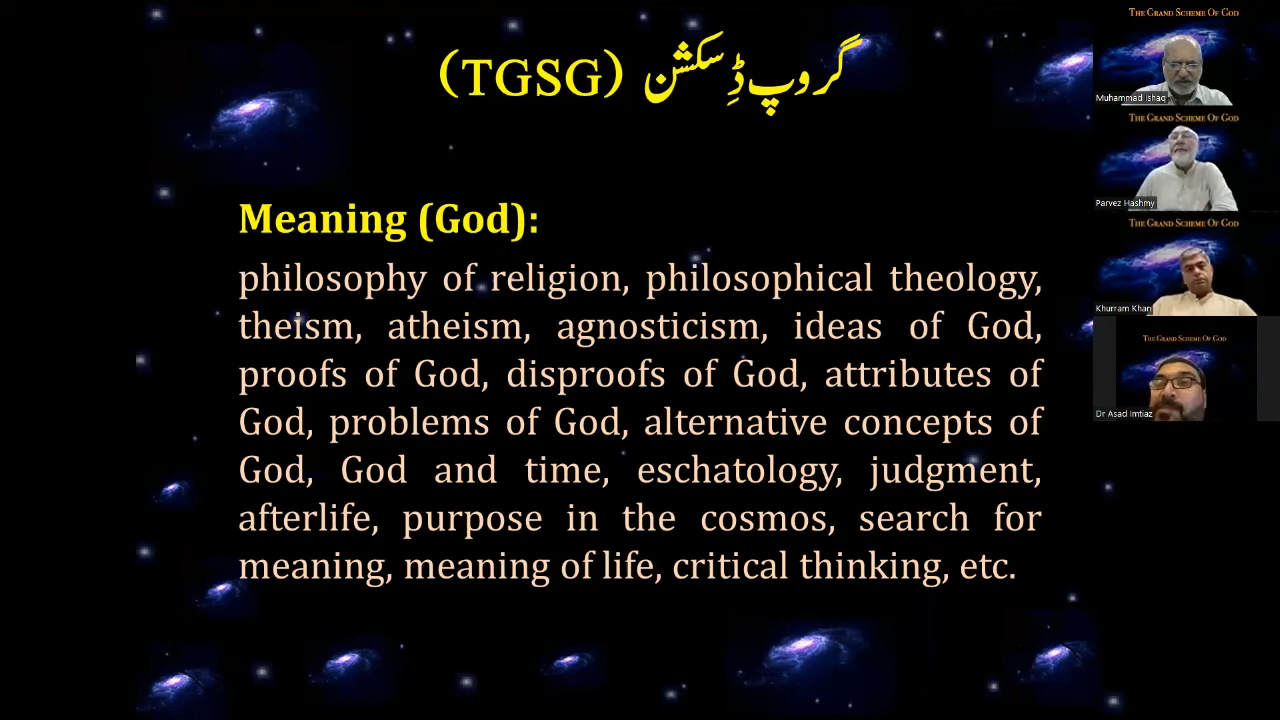 گروپ ڈِسکشن (TGSG)
Meaning (God):
philosophy of religion, philosophical theology,
theism, atheism, agnosticism, ideas of God,
proofs of God, disproofs of God, attributes of
God, problems of God, alternative concepts of
God, God and time, eschatology, judgment,
afterlife, purpose in the cosmos, search for
meaning, meaning of life, critical thinking, etc.
THE GRAND SCHEME OF GOD
Muhammad Ishaq
THE GRAND SCHEME OF GOD
Parvez Hashmy
THE GRAND SCHEME OF GOD
Khurram Khan
THE GRAND SCHEME OF GOD
Dr Asad Imtiaz